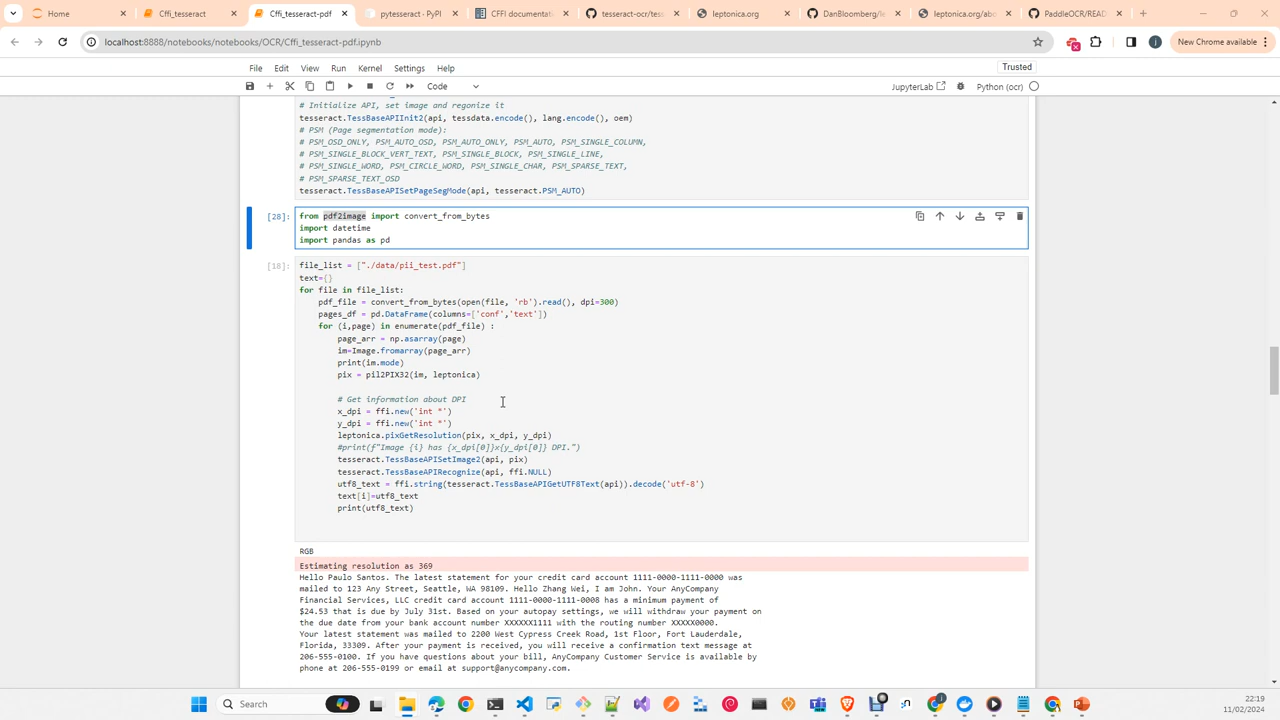 Home
Cffi_tesseract
Cffi_tesseract-pdf
pytesseract - PyPI
CFFI documentati
tesseract-ocr/tess
leptonica.org
DanBloomberg/le
leptonica.org/abe
PaddleOCR/READ
localhost:8888/notebooks/notebooks/OCR/Cffi_tesseract-pdf.ipynb
New Chrome available
File Edit View Run Kernel Settings Help
Trusted
Code
JupyterLab
Python (ocr)
# Initialize API, set image and regonize it
tesseract.TessBaseAPIInit2(api, tessdata.encode(), lang.encode(), oem)
# PSM (Page segmentation mode):
# PSM_OSD_ONLY, PSM_AUTO_OSD, PSM_AUTO_ONLY, PSM_AUTO, PSM_SINGLE_COLUMN,
# PSM_SINGLE_BLOCK_VERT_TEXT, PSM_SINGLE_BLOCK, PSM_SINGLE_LINE,
# PSM_SINGLE_WORD, PSM_CIRCLE_WORD, PSM_SINGLE_CHAR, PSM_SPARSE_TEXT,
# PSM_SPARSE_TEXT_OSD
tesseract.TessBaseAPISetPageSegMode(api, tesseract.PSM_AUTO)
[28]:
from pdf2image import convert_from_bytes
import datetime
import pandas as pd
[18]:
file_list = ["./data/pii_test.pdf"]
text={}
for file in file_list:
pdf_file = convert_from_bytes(open(file, 'rb').read(), dpi=300)
pages_df = pd.DataFrame(columns=['conf','text'])
for (i,page) in enumerate(pdf_file) :
page_arr = np.asarray(page)
im=Image.fromarray(page_arr)
print(im.mode)
pix = pil2PIX32(im, leptonica)
# Get information about DPI
x_dpi = ffi.new('int *')
y_dpi = ffi.new('int *')
leptonica.pixGetResolution(pix, x_dpi, y_dpi)
#print(f"Image {i} has {x_dpi[0]}x{y_dpi[0]} DPI.")
tesseract.TessBaseAPISetImage2(api, pix)
tesseract.TessBaseAPIRecognize(api, ffi.NULL)
utf8_text = ffi.string(tesseract.TessBaseAPIGetUTF8Text(api)).decode('utf-8')
text[i]=utf8_text
print(utf8_text)
RGB
Estimating resolution as 369
Hello Paulo Santos. The latest statement for your credit card account 1111-0000-1111-0000 was
mailed to 123 Any Street, Seattle, WA 98109. Hello Zhang Wei, I am John. Your AnyCompany
Financial Services, LLC credit card account 1111-0000-1111-0008 has a minimum payment of
$24.53 that is due by July 31st. Based on your autopay settings, we will withdraw your payment on
the due date from your bank account number XXXXXX1111 with the routing number XXXXX0000.
Your latest statement was mailed to 2200 West Cypress Creek Road, 1st Floor, Fort Lauderdale,
Florida, 33309. After your payment is received, you will receive a confirmation text message at
206-555-0100. If you have questions about your bill, AnyCompany Customer Service is available by
phone at 206-555-0199 or email at support@anycompany.com.
Search
22:19
11/02/2024